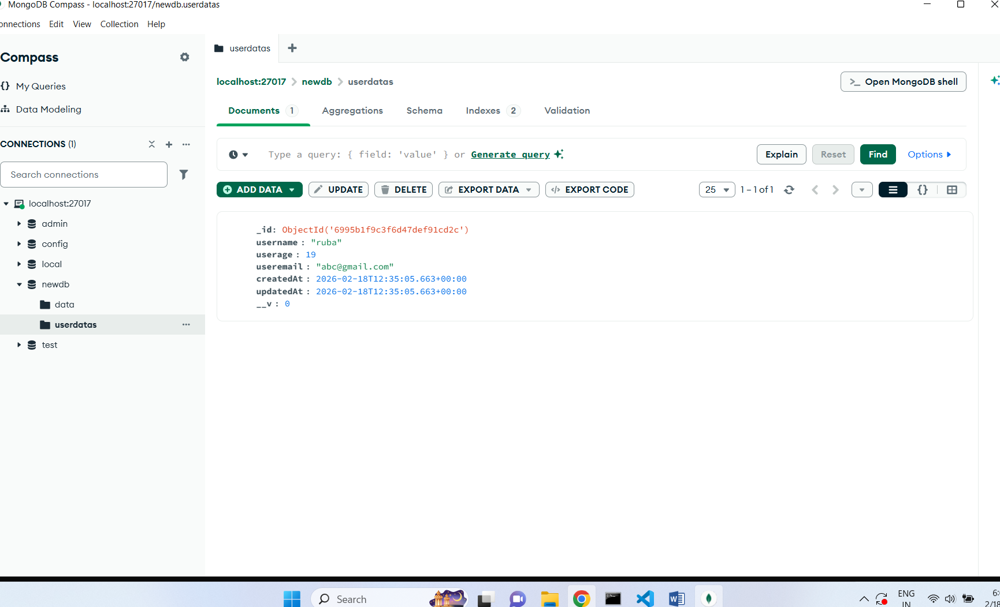 MongoDB Compass - localhost:27017/newdb.userdatas
onnections Edit View Collection Help
Compass
My Queries
Data Modeling
CONNECTIONS (1)
Search connections
localhost:27017
admin
config
local
newdb
data
userdatas
test
userdatas
localhost:27017 > newdb > userdatas
>_ Open MongoDB shell
Documents 1 Aggregations Schema Indexes 2 Validation
Type a query: { field: 'value' } or Generate query
Explain Reset Find Options
ADD DATA UPDATE DELETE EXPORT DATA </> EXPORT CODE
25 1 – 1 of 1 {}
_id: ObjectId('6995b1f9c3f6d47def91cd2c')
username : "ruba"
userage : 19
useremail : "abc@gmail.com"
createdAt : 2026-02-18T12:35:05.663+00:00
updatedAt : 2026-02-18T12:35:05.663+00:00
__v : 0
Search
ENG
IN
6:
2/18